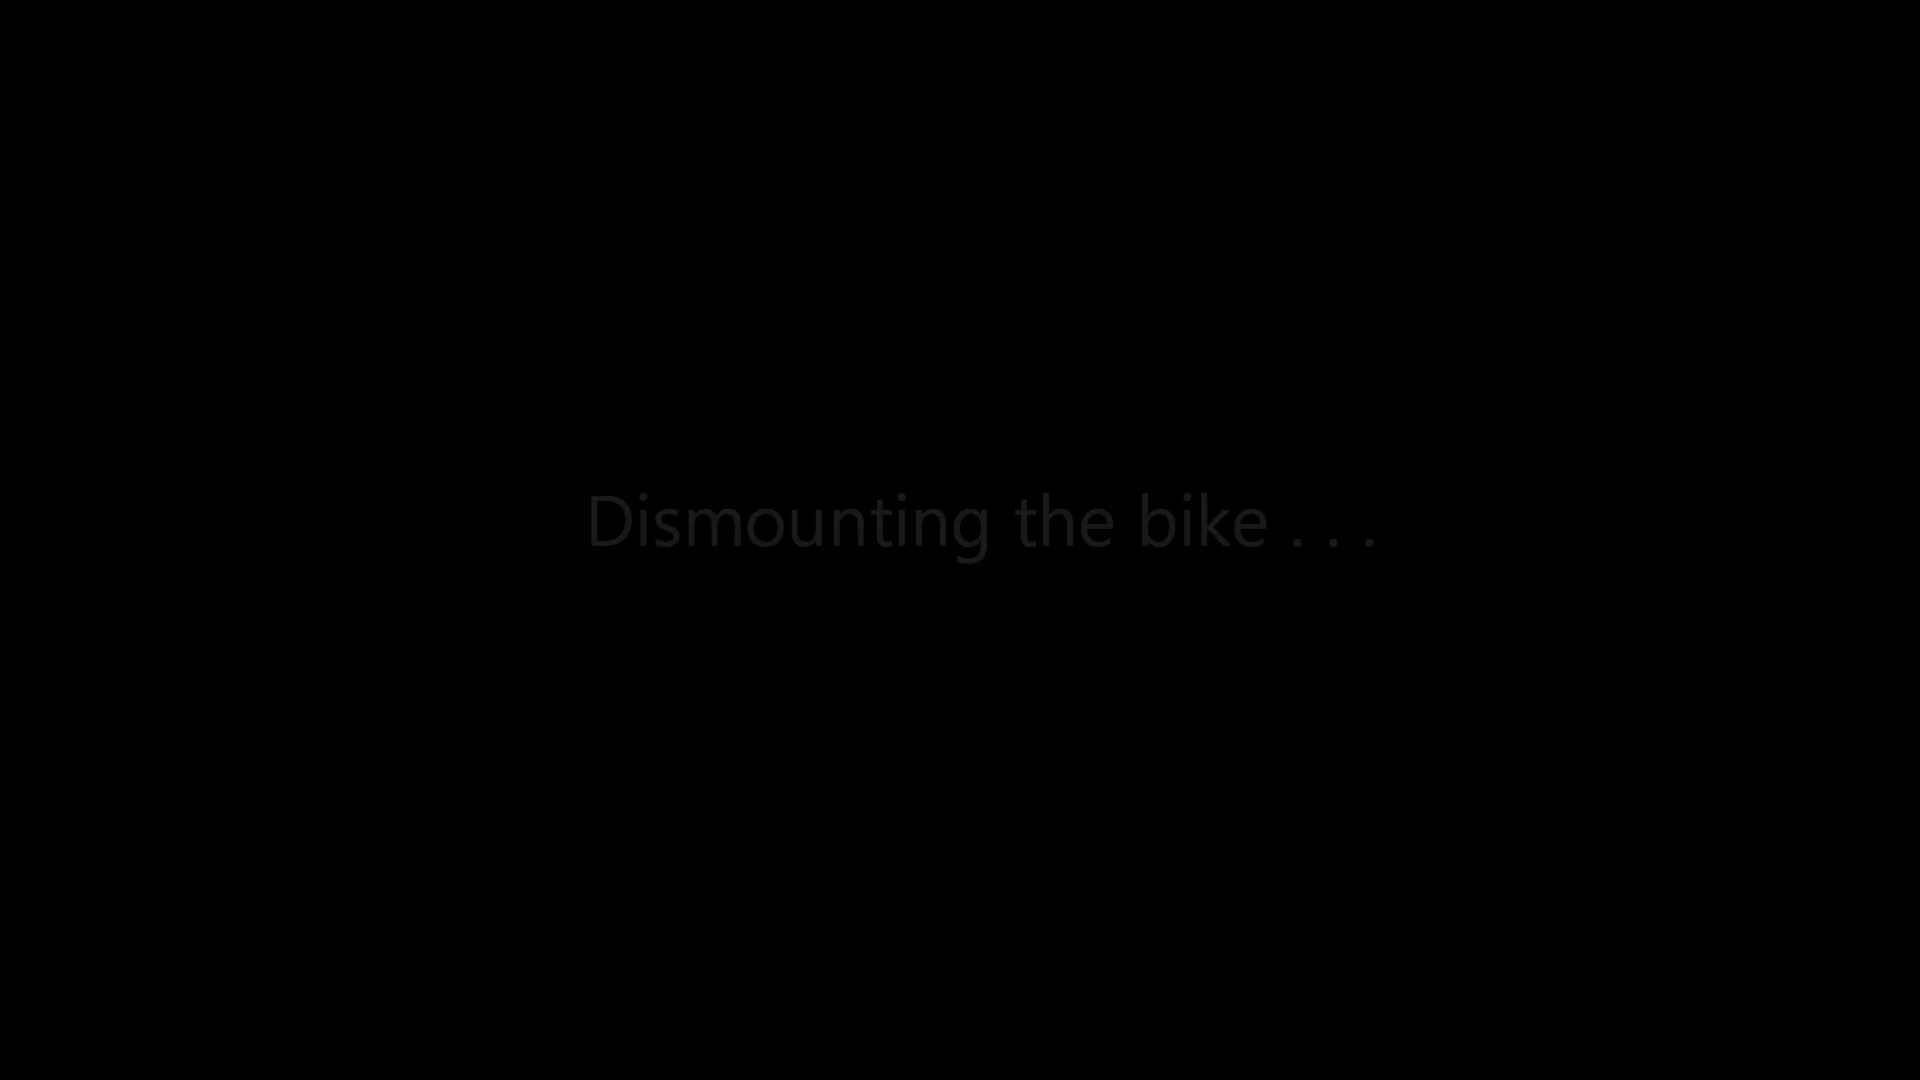 Dismounting the bike . . .